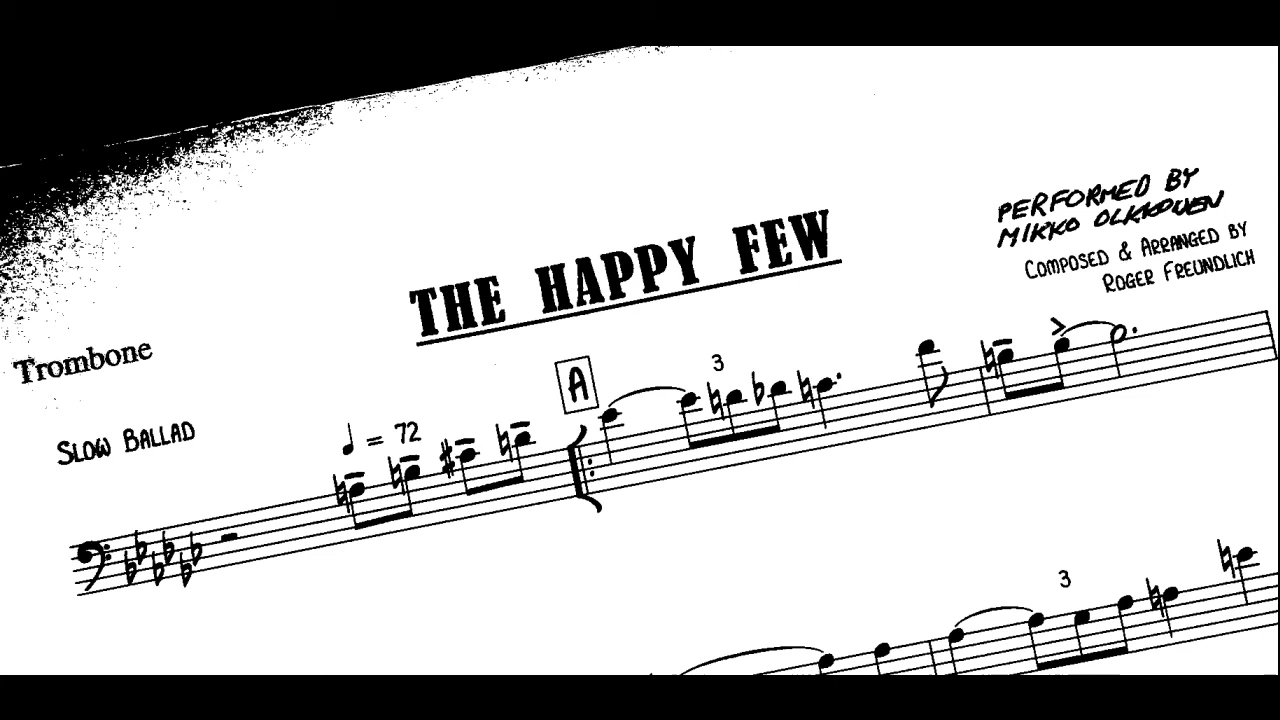 PERFORMED BY
MIKKO OLKKONEN
COMPOSED & ARRANGED BY
ROGER FREUNDLICH
THE HAPPY FEW
Trombone
SLOW BALLAD
= 72
A
3
3